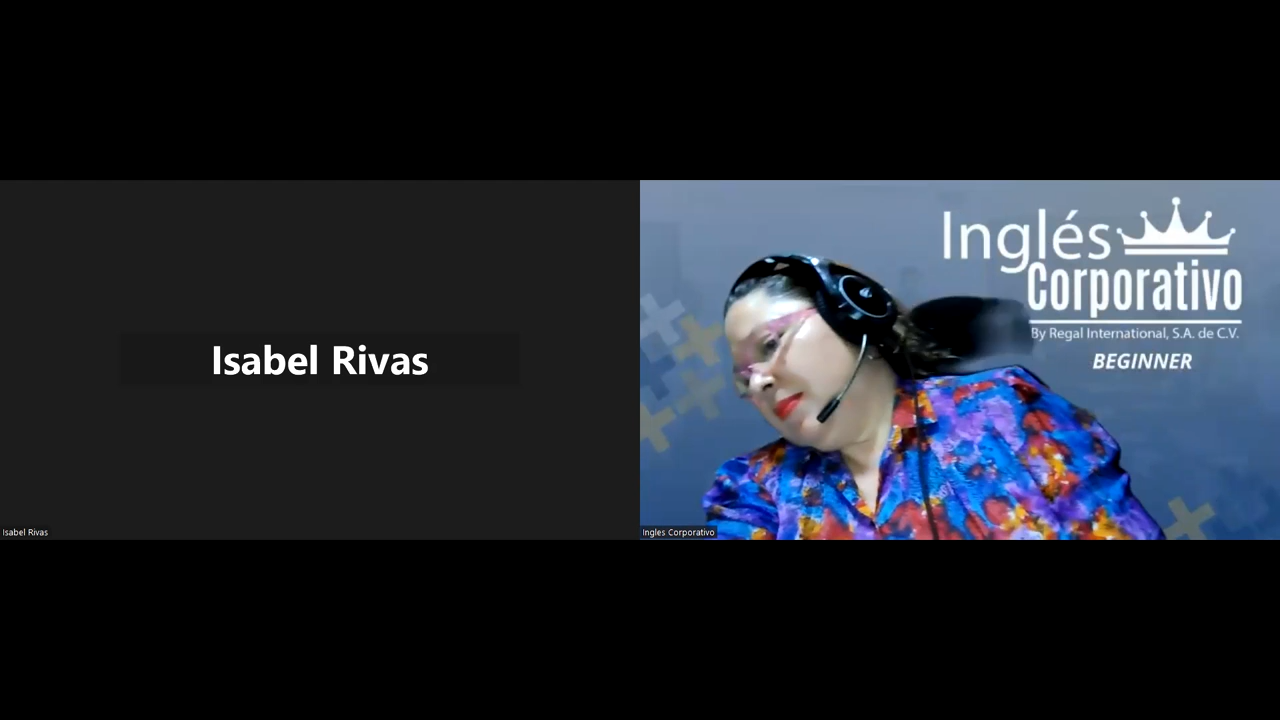 Isabel Rivas
Isabel Rivas
Inglés
Corporativo
By Regal International, S.A. de C.V.
BEGINNER
Ingles Corporativo